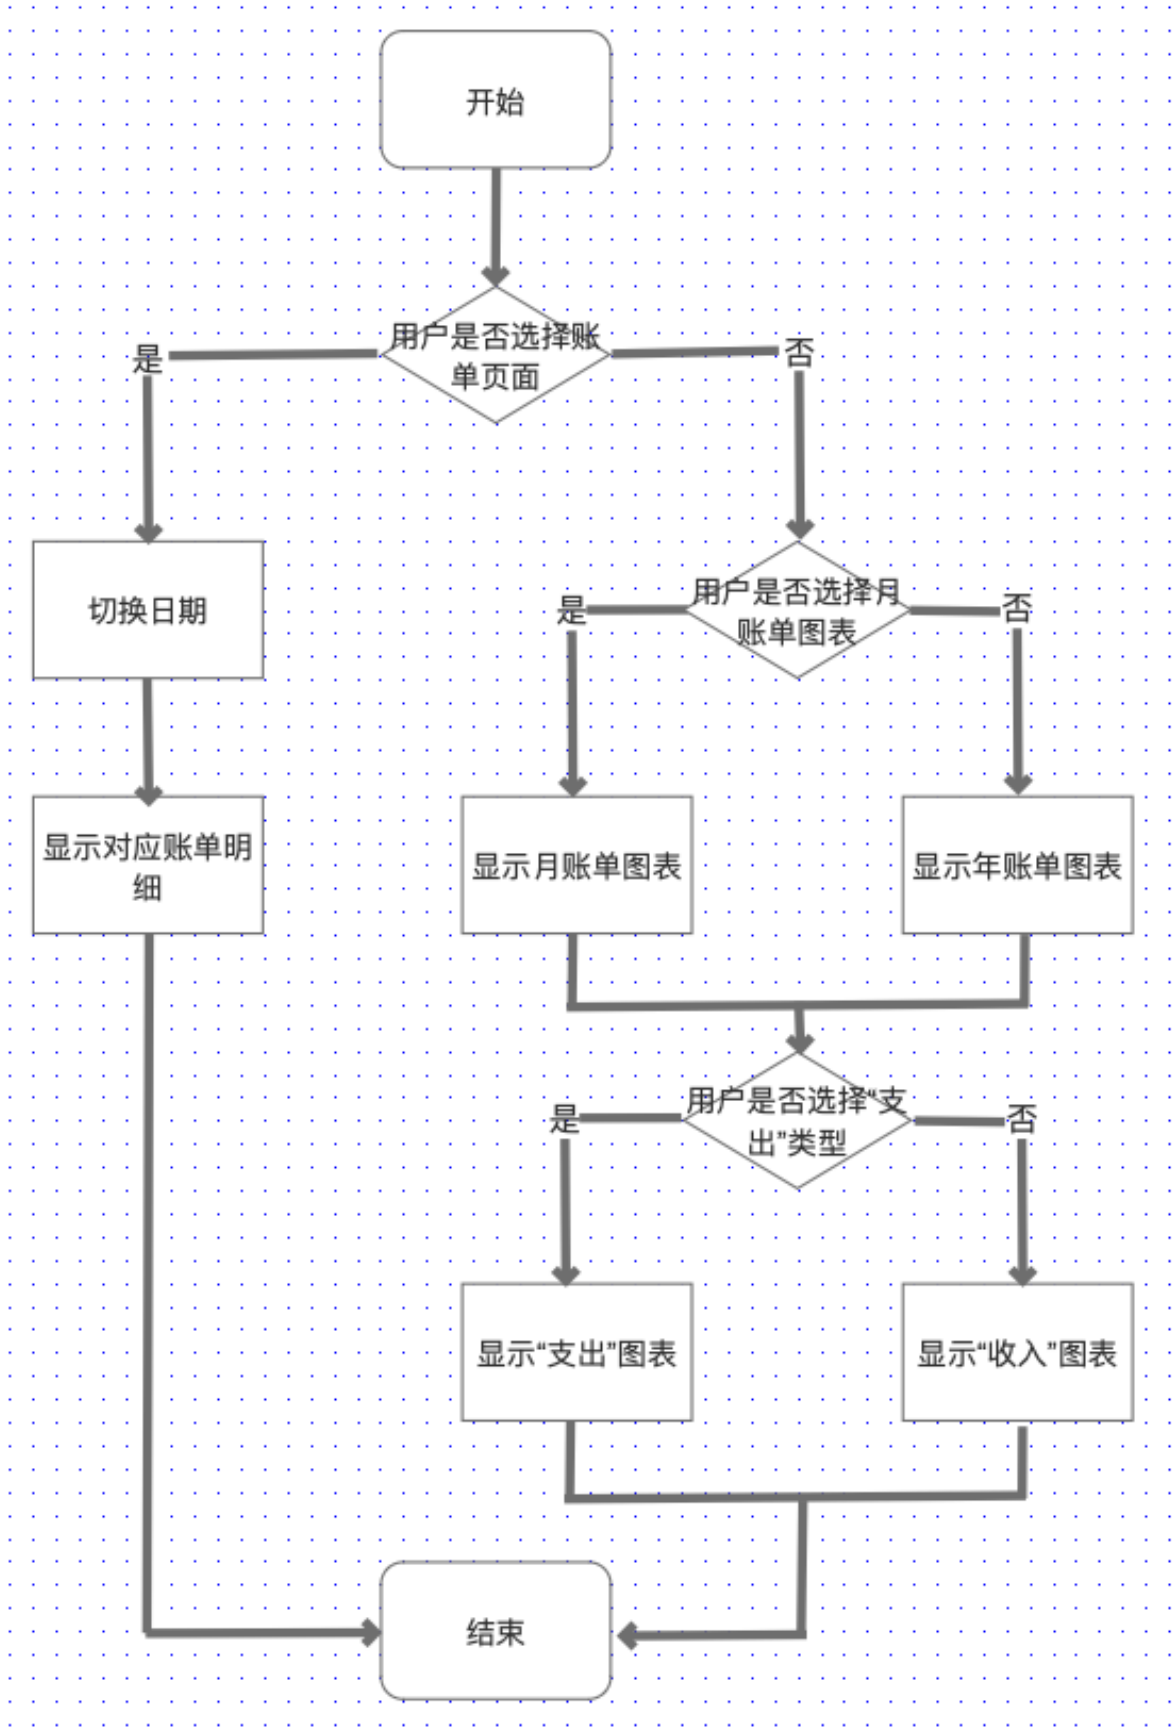 开始
用户是否选择账
单页面
是
否
切换日期
用户是否选择月
账单图表
是
否
显示对应账单明
细
显示月账单图表
显示年账单图表
用户是否选择“支
出”类型
是
否
显示“支出”图表
显示“收入”图表
结束